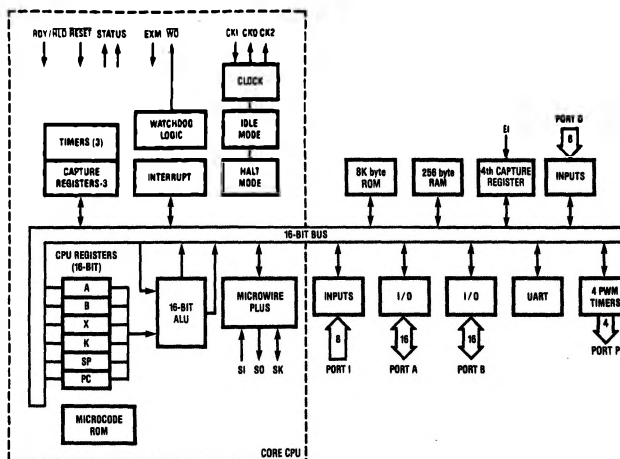 RDY/HLD RESET STATUS EXM WO CKI CKO CK2
CLOCK
WATCHDOG
LOGIC
IDLE
MODE
TIMERS (3)
CAPTURE
REGISTERS-3
INTERRUPT
HALT
MODE
EI
PORT D
8
8K byte
ROM
256 byte
RAM
4th CAPTURE
REGISTER
INPUTS
16-BIT BUS
CPU REGISTERS
(16-BIT)
A
B
X
K
SP
PC
16-BIT
ALU
MICROWIRE
PLUS
INPUTS
I/O
I/O
UART
4 PWM
TIMERS
8
16
16
4
SI SO SK
PORT I
PORT A
PORT B
PORT P
MICROCODE
ROM
CORE CPU